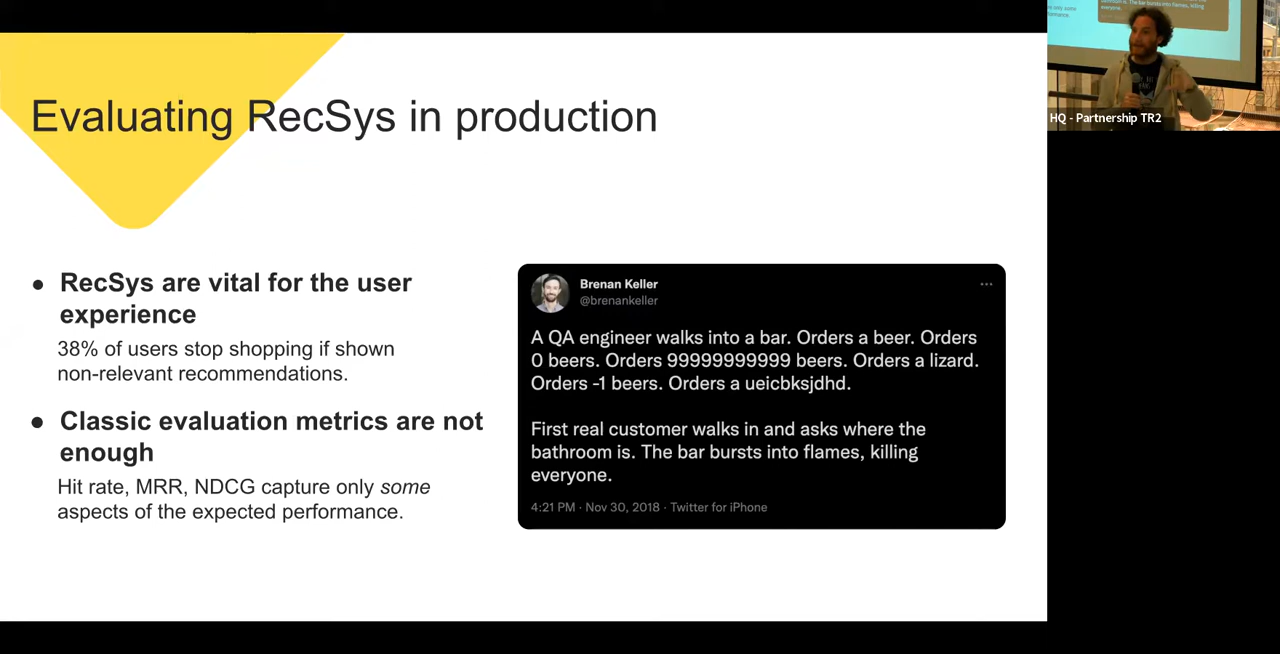 Evaluating RecSys in production
● RecSys are vital for the user
experience
38% of users stop shopping if shown
non-relevant recommendations.
● Classic evaluation metrics are not
enough
Hit rate, MRR, NDCG capture only some
aspects of the expected performance.
Brenan Keller
@brenankeller
A QA engineer walks into a bar. Orders a beer. Orders
0 beers. Orders 99999999999 beers. Orders a lizard.
Orders -1 beers. Orders a ueicbksjdhd.
First real customer walks in and asks where the
bathroom is. The bar bursts into flames, killing
everyone.
4:21 PM · Nov 30, 2018 · Twitter for iPhone
HQ - Partnership TR2